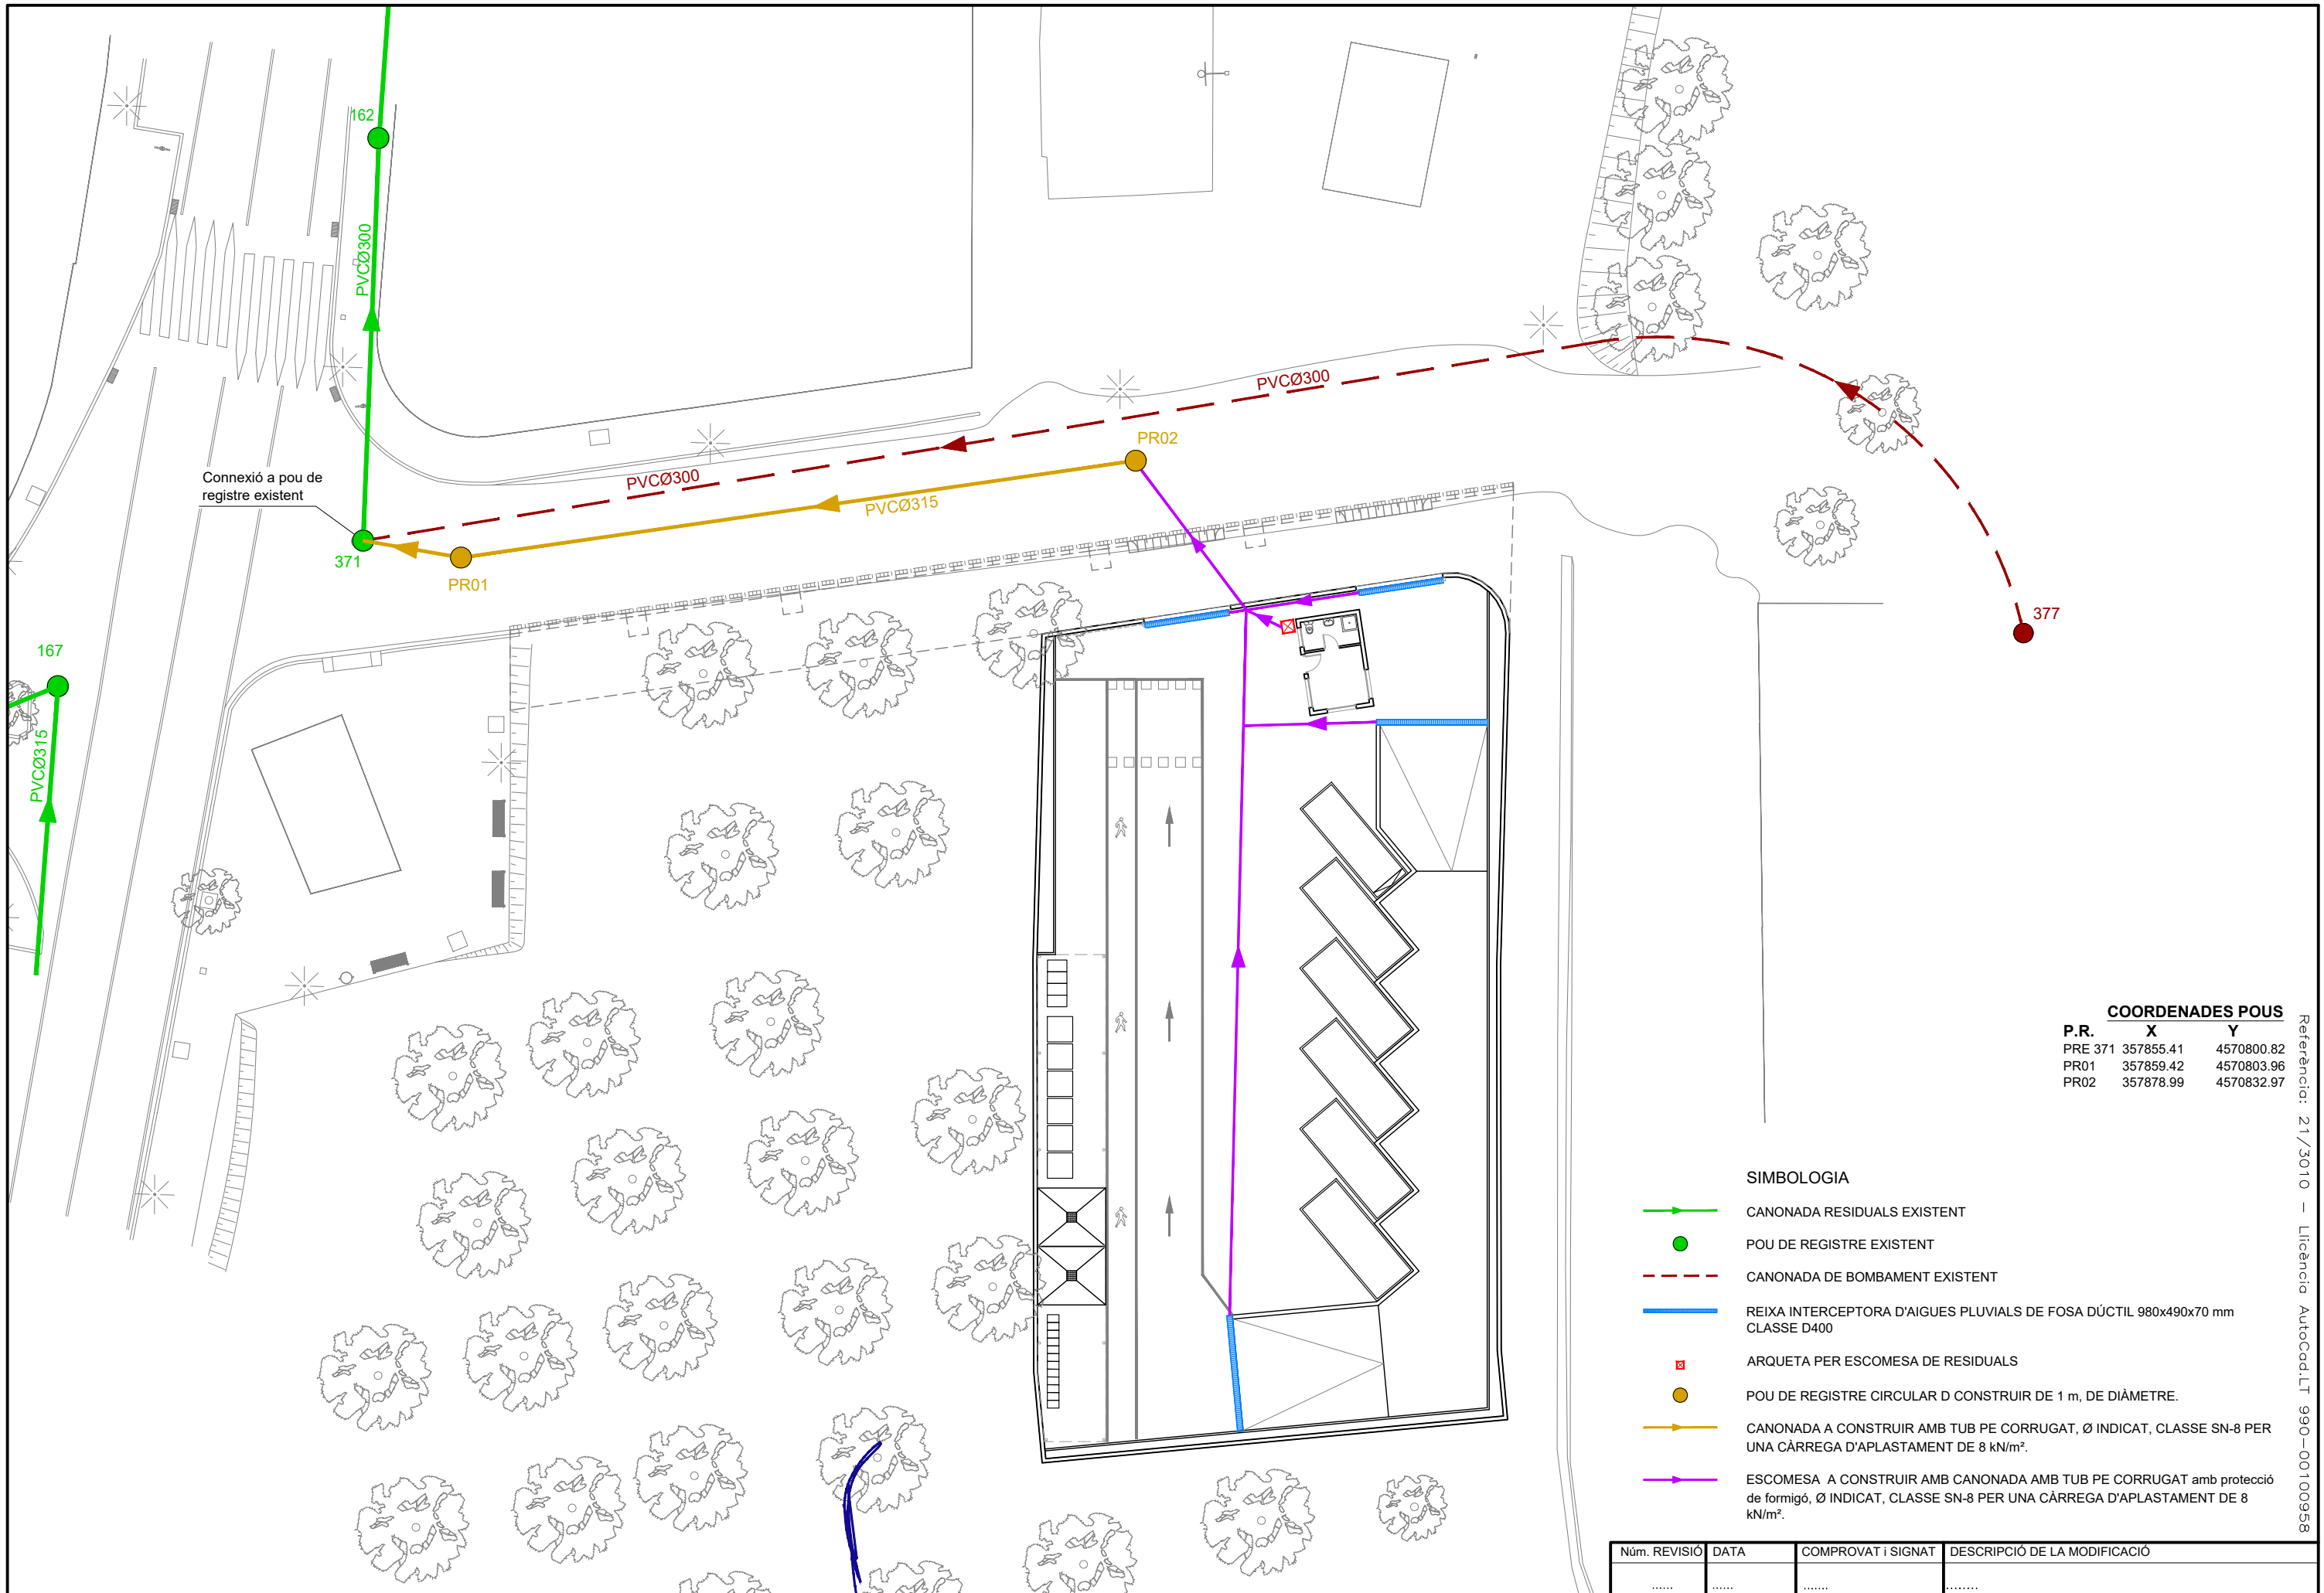 162
PVCØ300
PVCØ300
PR02
PVCØ300
PVCØ315
Connexió a pou de
registre existent
371
PR01
377
167
PVCØ315
COORDENADES POUS
P.R. X Y
PRE 371 357855.41 4570800.82
PR01 357859.42 4570803.96
PR02 357878.99 4570832.97
SIMBOLOGIA
CANONADA RESIDUALS EXISTENT
POU DE REGISTRE EXISTENT
CANONADA DE BOMBAMENT EXISTENT
REIXA INTERCEPTORA D'AIGUES PLUVIALS DE FOSA DÚCTIL 980x490x70 mm
CLASSE D400
ARQUETA PER ESCOMESA DE RESIDUALS
POU DE REGISTRE CIRCULAR D CONSTRUIR DE 1 m, DE DIÀMETRE.
CANONADA A CONSTRUIR AMB TUB PE CORRUGAT, Ø INDICAT, CLASSE SN-8 PER
UNA CÀRREGA D'APLASTAMENT DE 8 kN/m².
ESCOMESA A CONSTRUIR AMB CANONADA AMB TUB PE CORRUGAT amb protecció
de formigó, Ø INDICAT, CLASSE SN-8 PER UNA CÀRREGA D'APLASTAMENT DE 8
kN/m².
Referència: 21/3010 – Llicència AutoCad.LT 990–00100958
Núm. REVISIÓ DATA COMPROVAT i SIGNAT DESCRIPCIÓ DE LA MODIFICACIÓ
...... ...... ....... ........